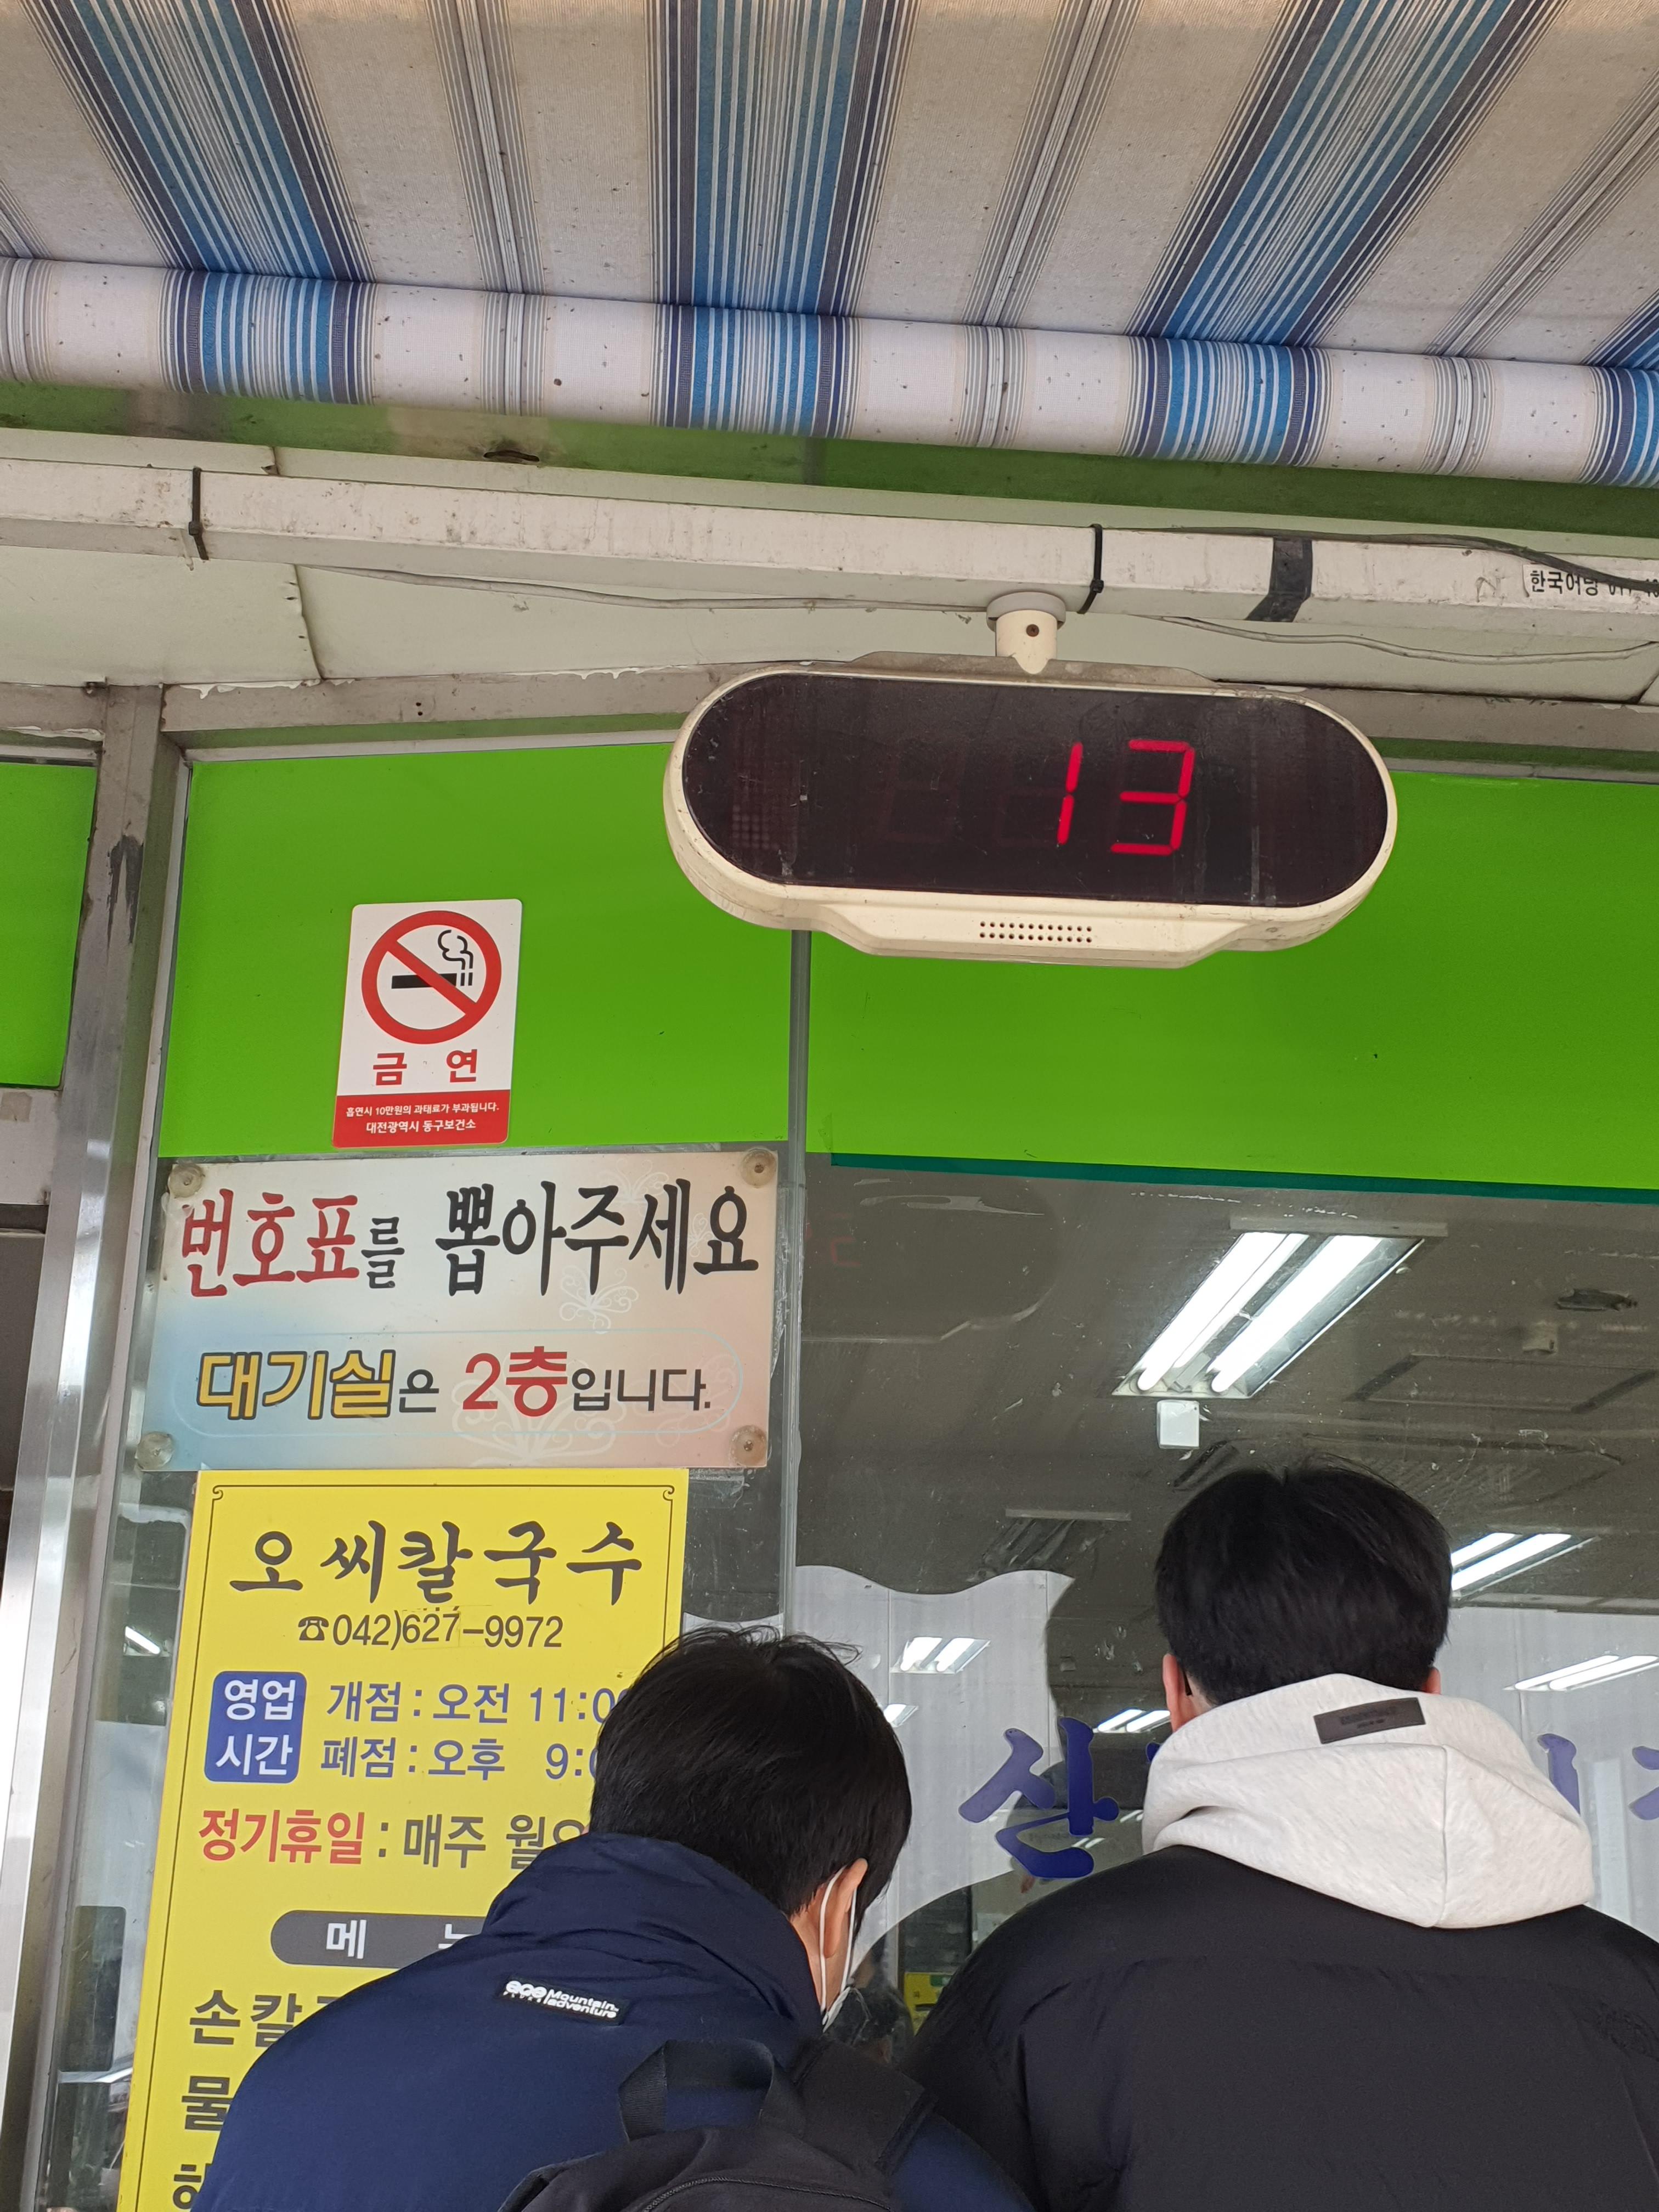 13
금 연
흡연시 10만원의 과태료가 부과됩니다.
대전광역시 동구보건소
번호표를 뽑아주세요
대기실은 2층입니다.
오씨칼국수
☎042)627-9972
영업시간
개점 : 오전 11:0
폐점 : 오후 9:
정기휴일 : 매주
메
손칼
물
Mountain
adventure
산
한국어망